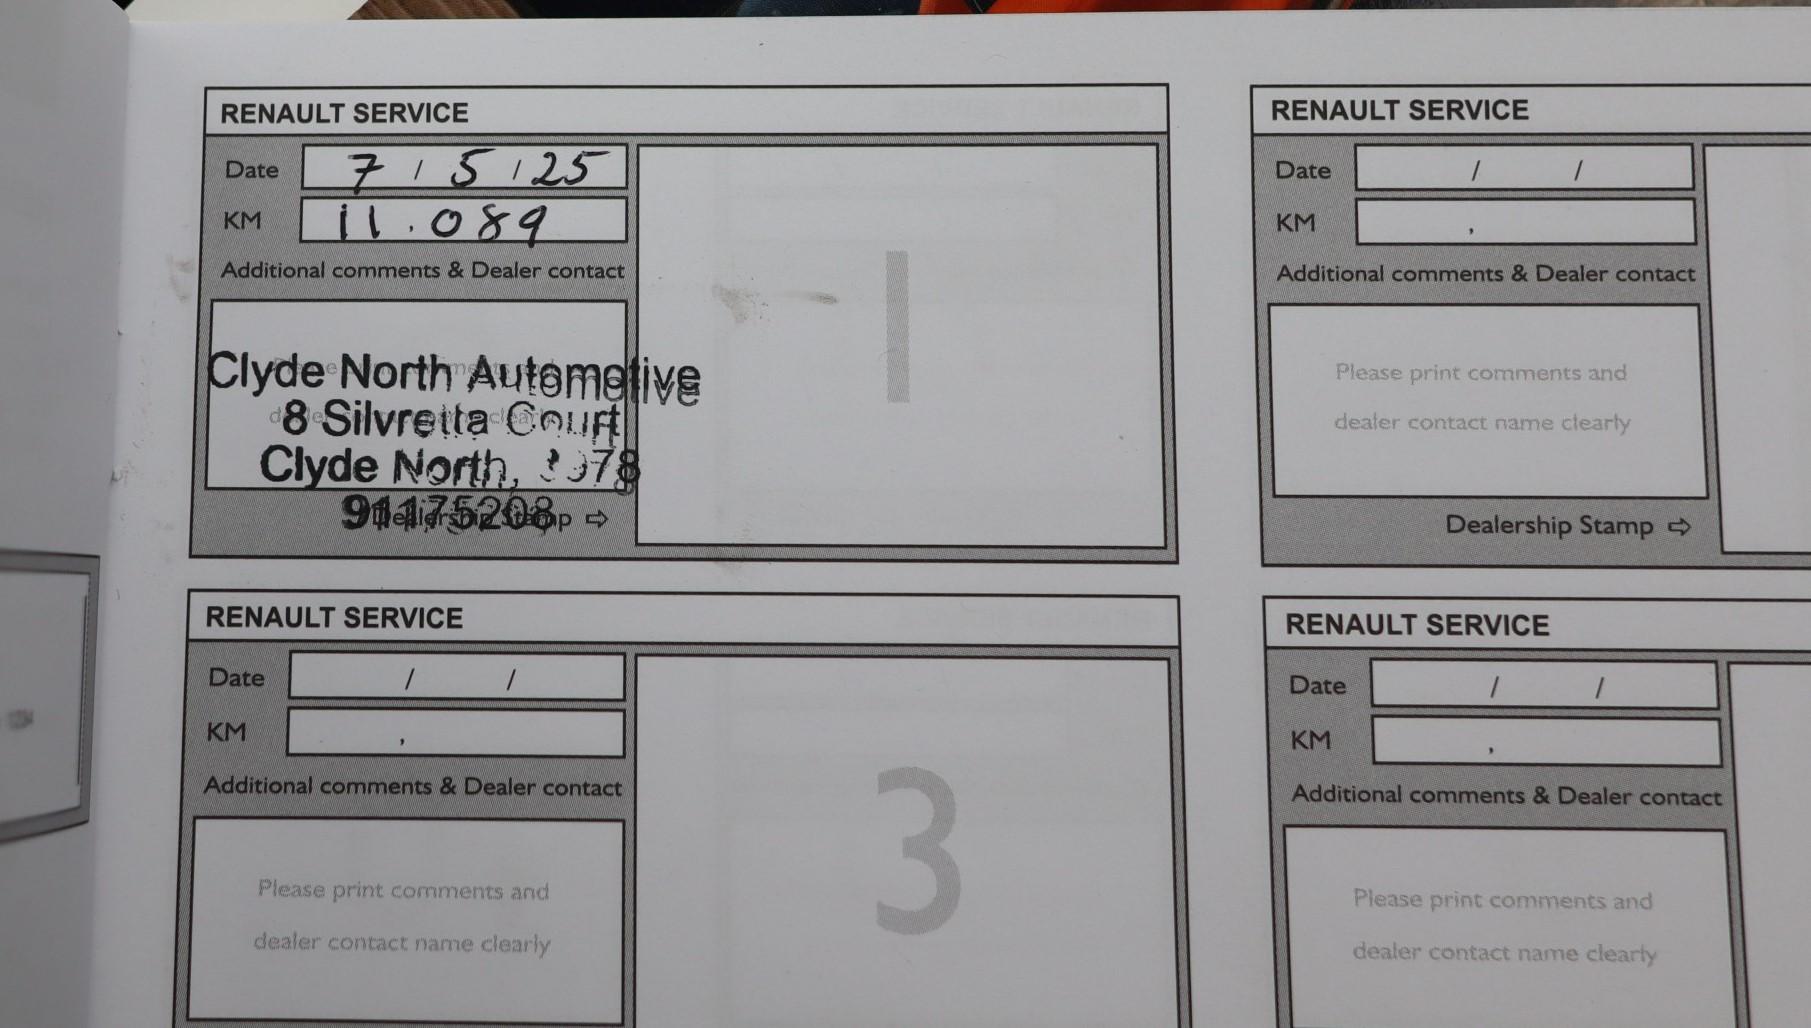 RENAULT SERVICE
Date 7 / 5 / 25
KM 11.089
Additional comments & Dealer contact
Clyde North Automotive
8 Silvretta Court
Clyde North,
91175208
Dealership Stamp ⇨
1
RENAULT SERVICE
Date / /
KM ,
Additional comments & Dealer contact
Please print comments and
dealer contact name clearly
Dealership Stamp ⇨
RENAULT SERVICE
Date / /
KM ,
Additional comments & Dealer contact
Please print comments and
dealer contact name clearly
3
RENAULT SERVICE
Date / /
KM ,
Additional comments & Dealer contact
Please print comments and
dealer contact name clearly